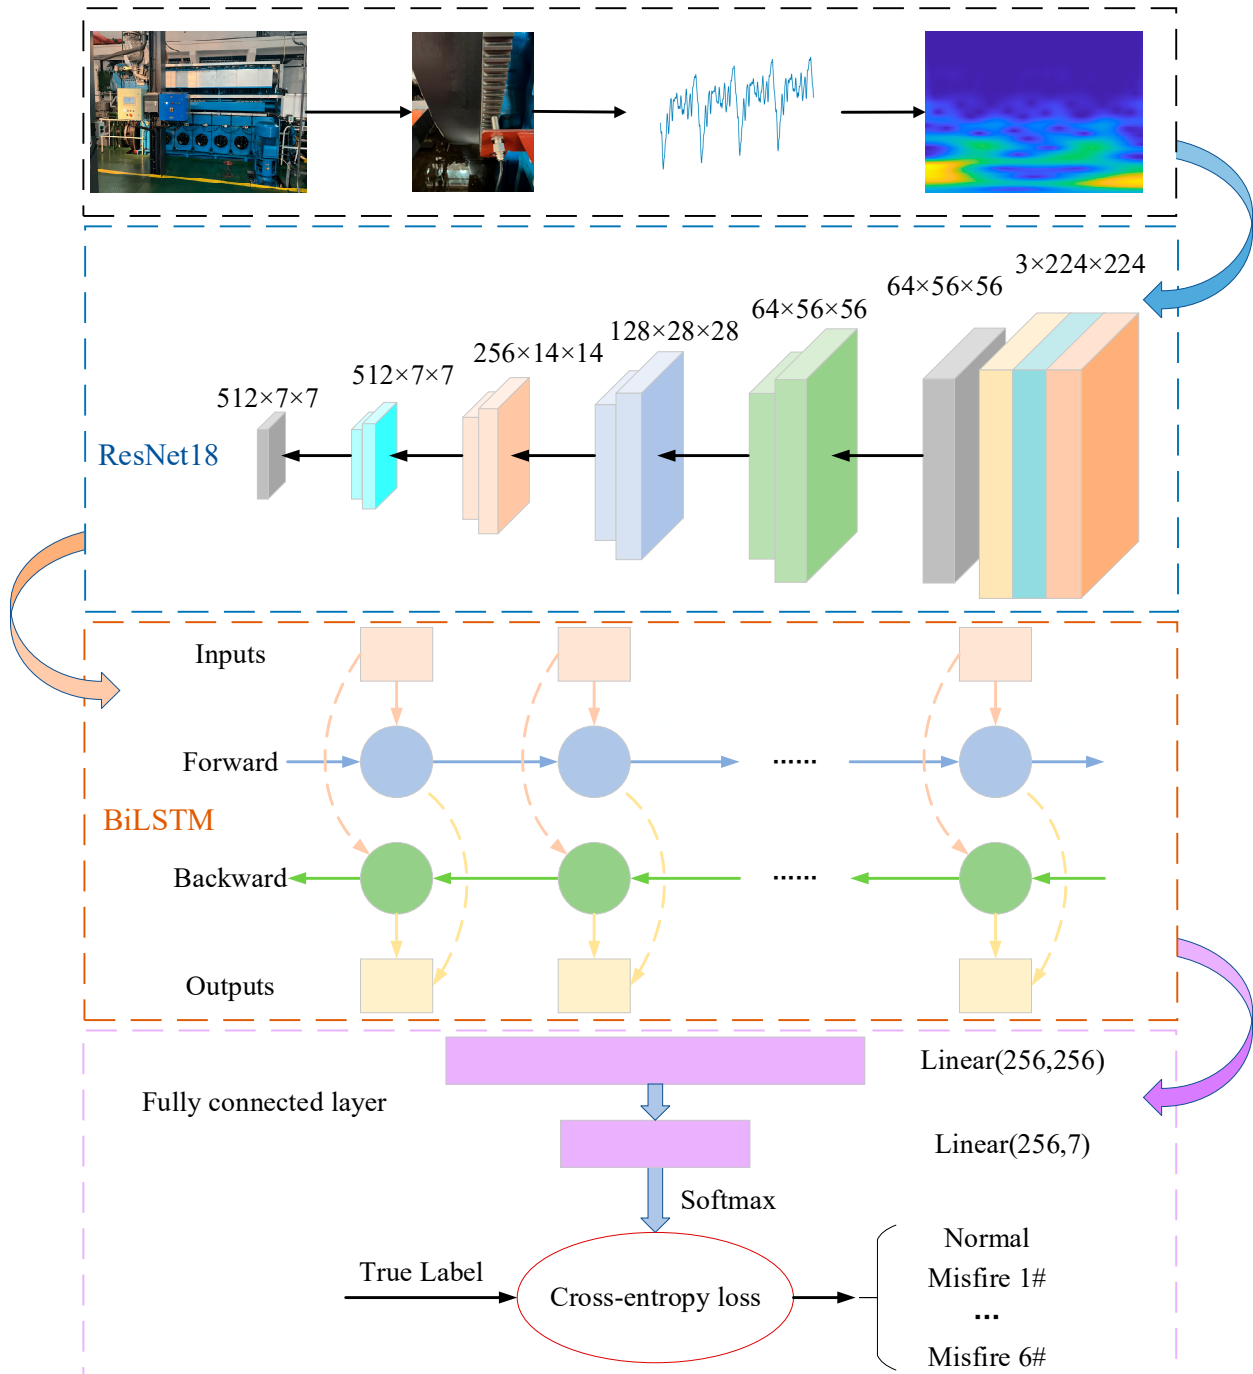 3×224×224
64×56×56
64×56×56
128×28×28
256×14×14
512×7×7
512×7×7
ResNet18
Inputs
Forward
......
BiLSTM
Backward
......
Outputs
Linear(256,256)
Fully connected layer
Linear(256,7)
Softmax
True Label
Cross-entropy loss
Normal
Misfire 1#
...
Misfire 6#